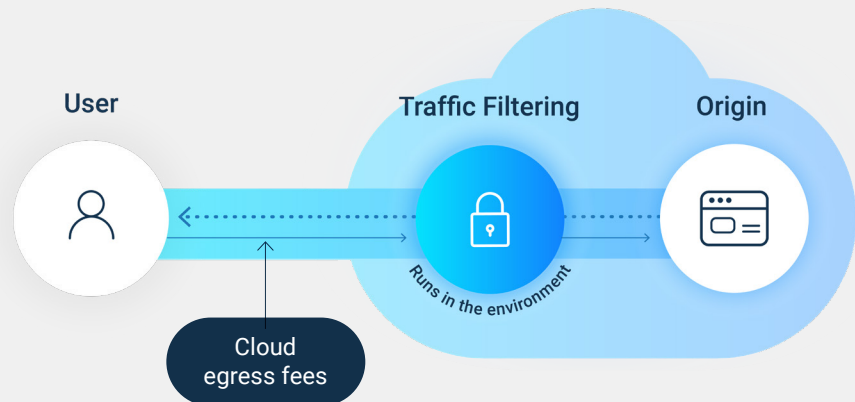 User
Traffic Filtering
Origin
Runs in the environment
Cloud
egress fees